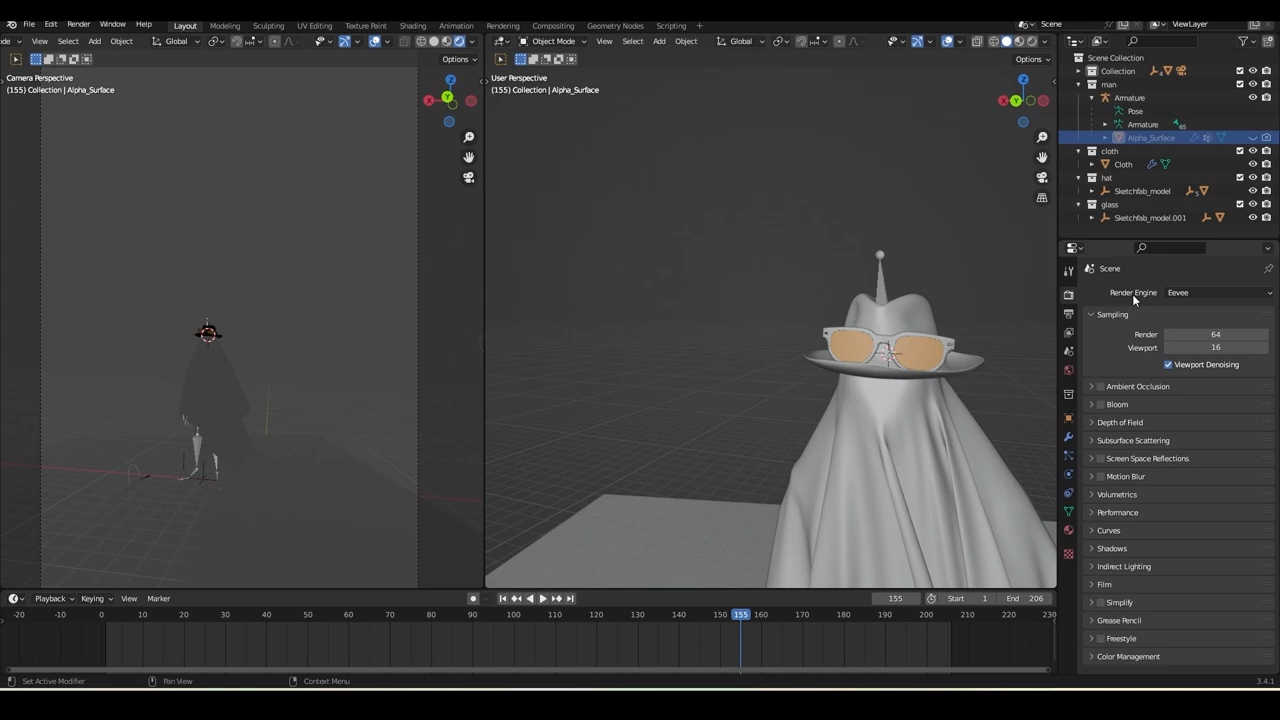 File Edit Render Window Help Layout Modeling Sculpting UV Editing Texture Paint Shading Animation Rendering Compositing Geometry Nodes Scripting + Scene ViewLayer
de View Select Add Object Global Object Mode View Select Add Object Global
Options Options
Camera Perspective
(155) Collection | Alpha_Surface
User Perspective
(155) Collection | Alpha_Surface
Z
X
Y
Z
X
Y
Scene Collection
Collection
man
Armature
Pose
Armature 65
Alpha_Surface
cloth
Cloth
hat
Sketchfab_model 5
glass
Sketchfab_model.001
Scene
Render Engine Eevee
Sampling
Render 64
Viewport 16
Viewport Denoising
Ambient Occlusion
Bloom
Depth of Field
Subsurface Scattering
Screen Space Reflections
Motion Blur
Volumetrics
Performance
Curves
Shadows
Indirect Lighting
Film
Simplify
Grease Pencil
Freestyle
Color Management
Playback Keying View Marker 155 Start 1 End 206
-20 -10 0 10 20 30 40 50 60 70 80 90 100 110 120 130 140 150 155 160 170 180 190 200 210 220 230
Set Active Modifier Pan View Context Menu 3.4.1